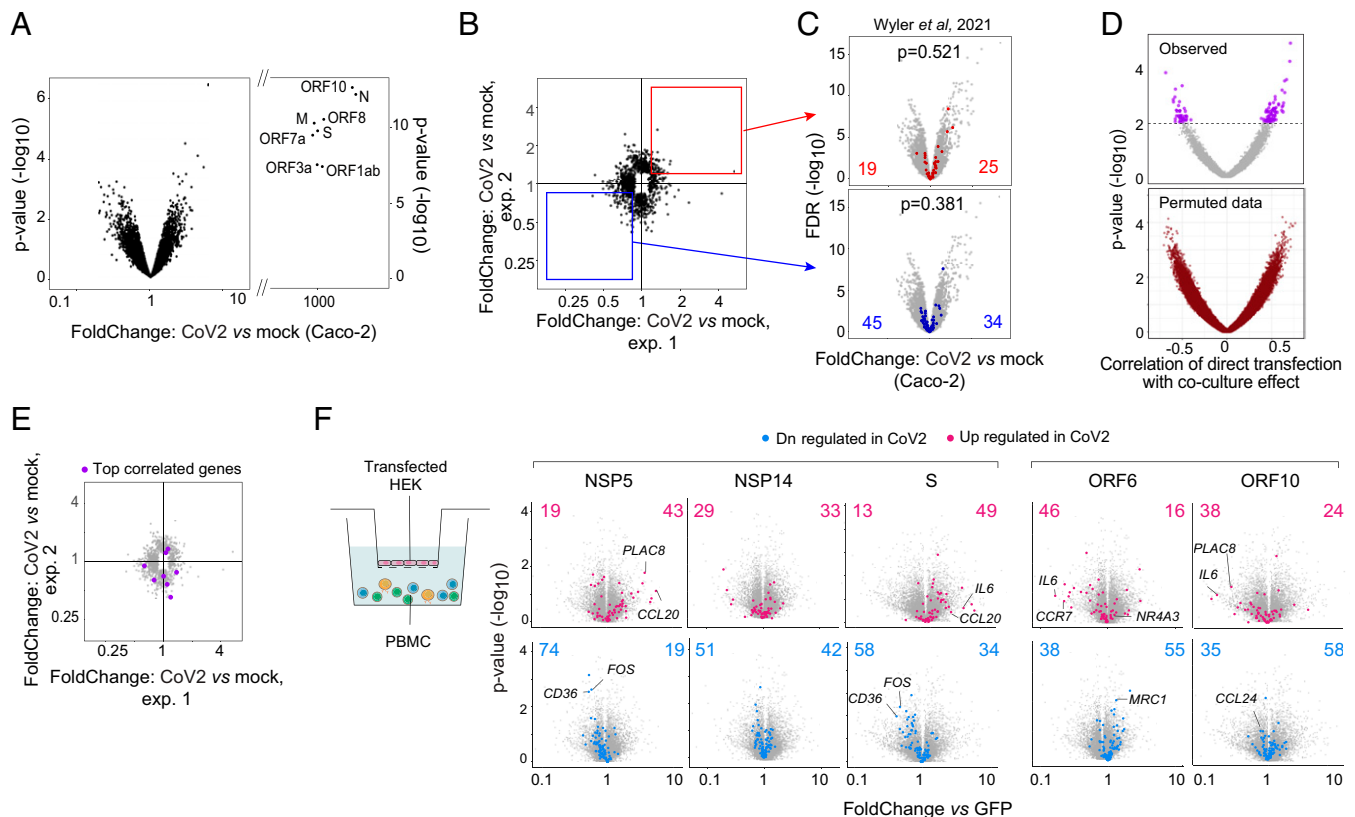 A
6
4
2
0
p-value (-log10)
0.1
1
10
//
//
ORF10
N
M
ORF8
ORF7a
S
ORF3a
ORF1ab
10
5
0
p-value (-log10)
1000
FoldChange: CoV2 vs mock (Caco-2)
B
FoldChange: CoV2 vs mock,
exp. 2
4
2
1
0.5
0.25
0.25
0.5
1
2
4
FoldChange: CoV2 vs mock,
exp. 1
C
Wyler et al, 2021
p=0.521
15
10
5
0
19
25
p=0.381
15
10
5
0
45
34
FDR (-log10)
FoldChange: CoV2 vs mock
(Caco-2)
D
Observed
4
2
0
Permuted data
4
2
0
p-value (-log10)
-0.5
0
0.5
Correlation of direct transfection
with co-culture effect
E
Top correlated genes
FoldChange: CoV2 vs mock,
exp. 2
4
1
0.25
0.25
1
4
FoldChange: CoV2 vs mock,
exp. 1
F
Transfected
HEK
PBMC
Dn regulated in CoV2
Up regulated in CoV2
NSP5
NSP14
S
ORF6
ORF10
p-value (-log10)
4
2
0
19
43
PLAC8
CCL20
29
33
13
49
IL6
CCL20
46
16
IL6
CCR7
NR4A3
38
24
PLAC8
IL6
4
2
0
74
19
CD36
FOS
51
42
58
34
FOS
CD36
38
55
MRC1
35
58
CCL24
0.1
1
10
0.1
1
10
0.1
1
10
0.1
1
10
0.1
1
10
FoldChange vs GFP